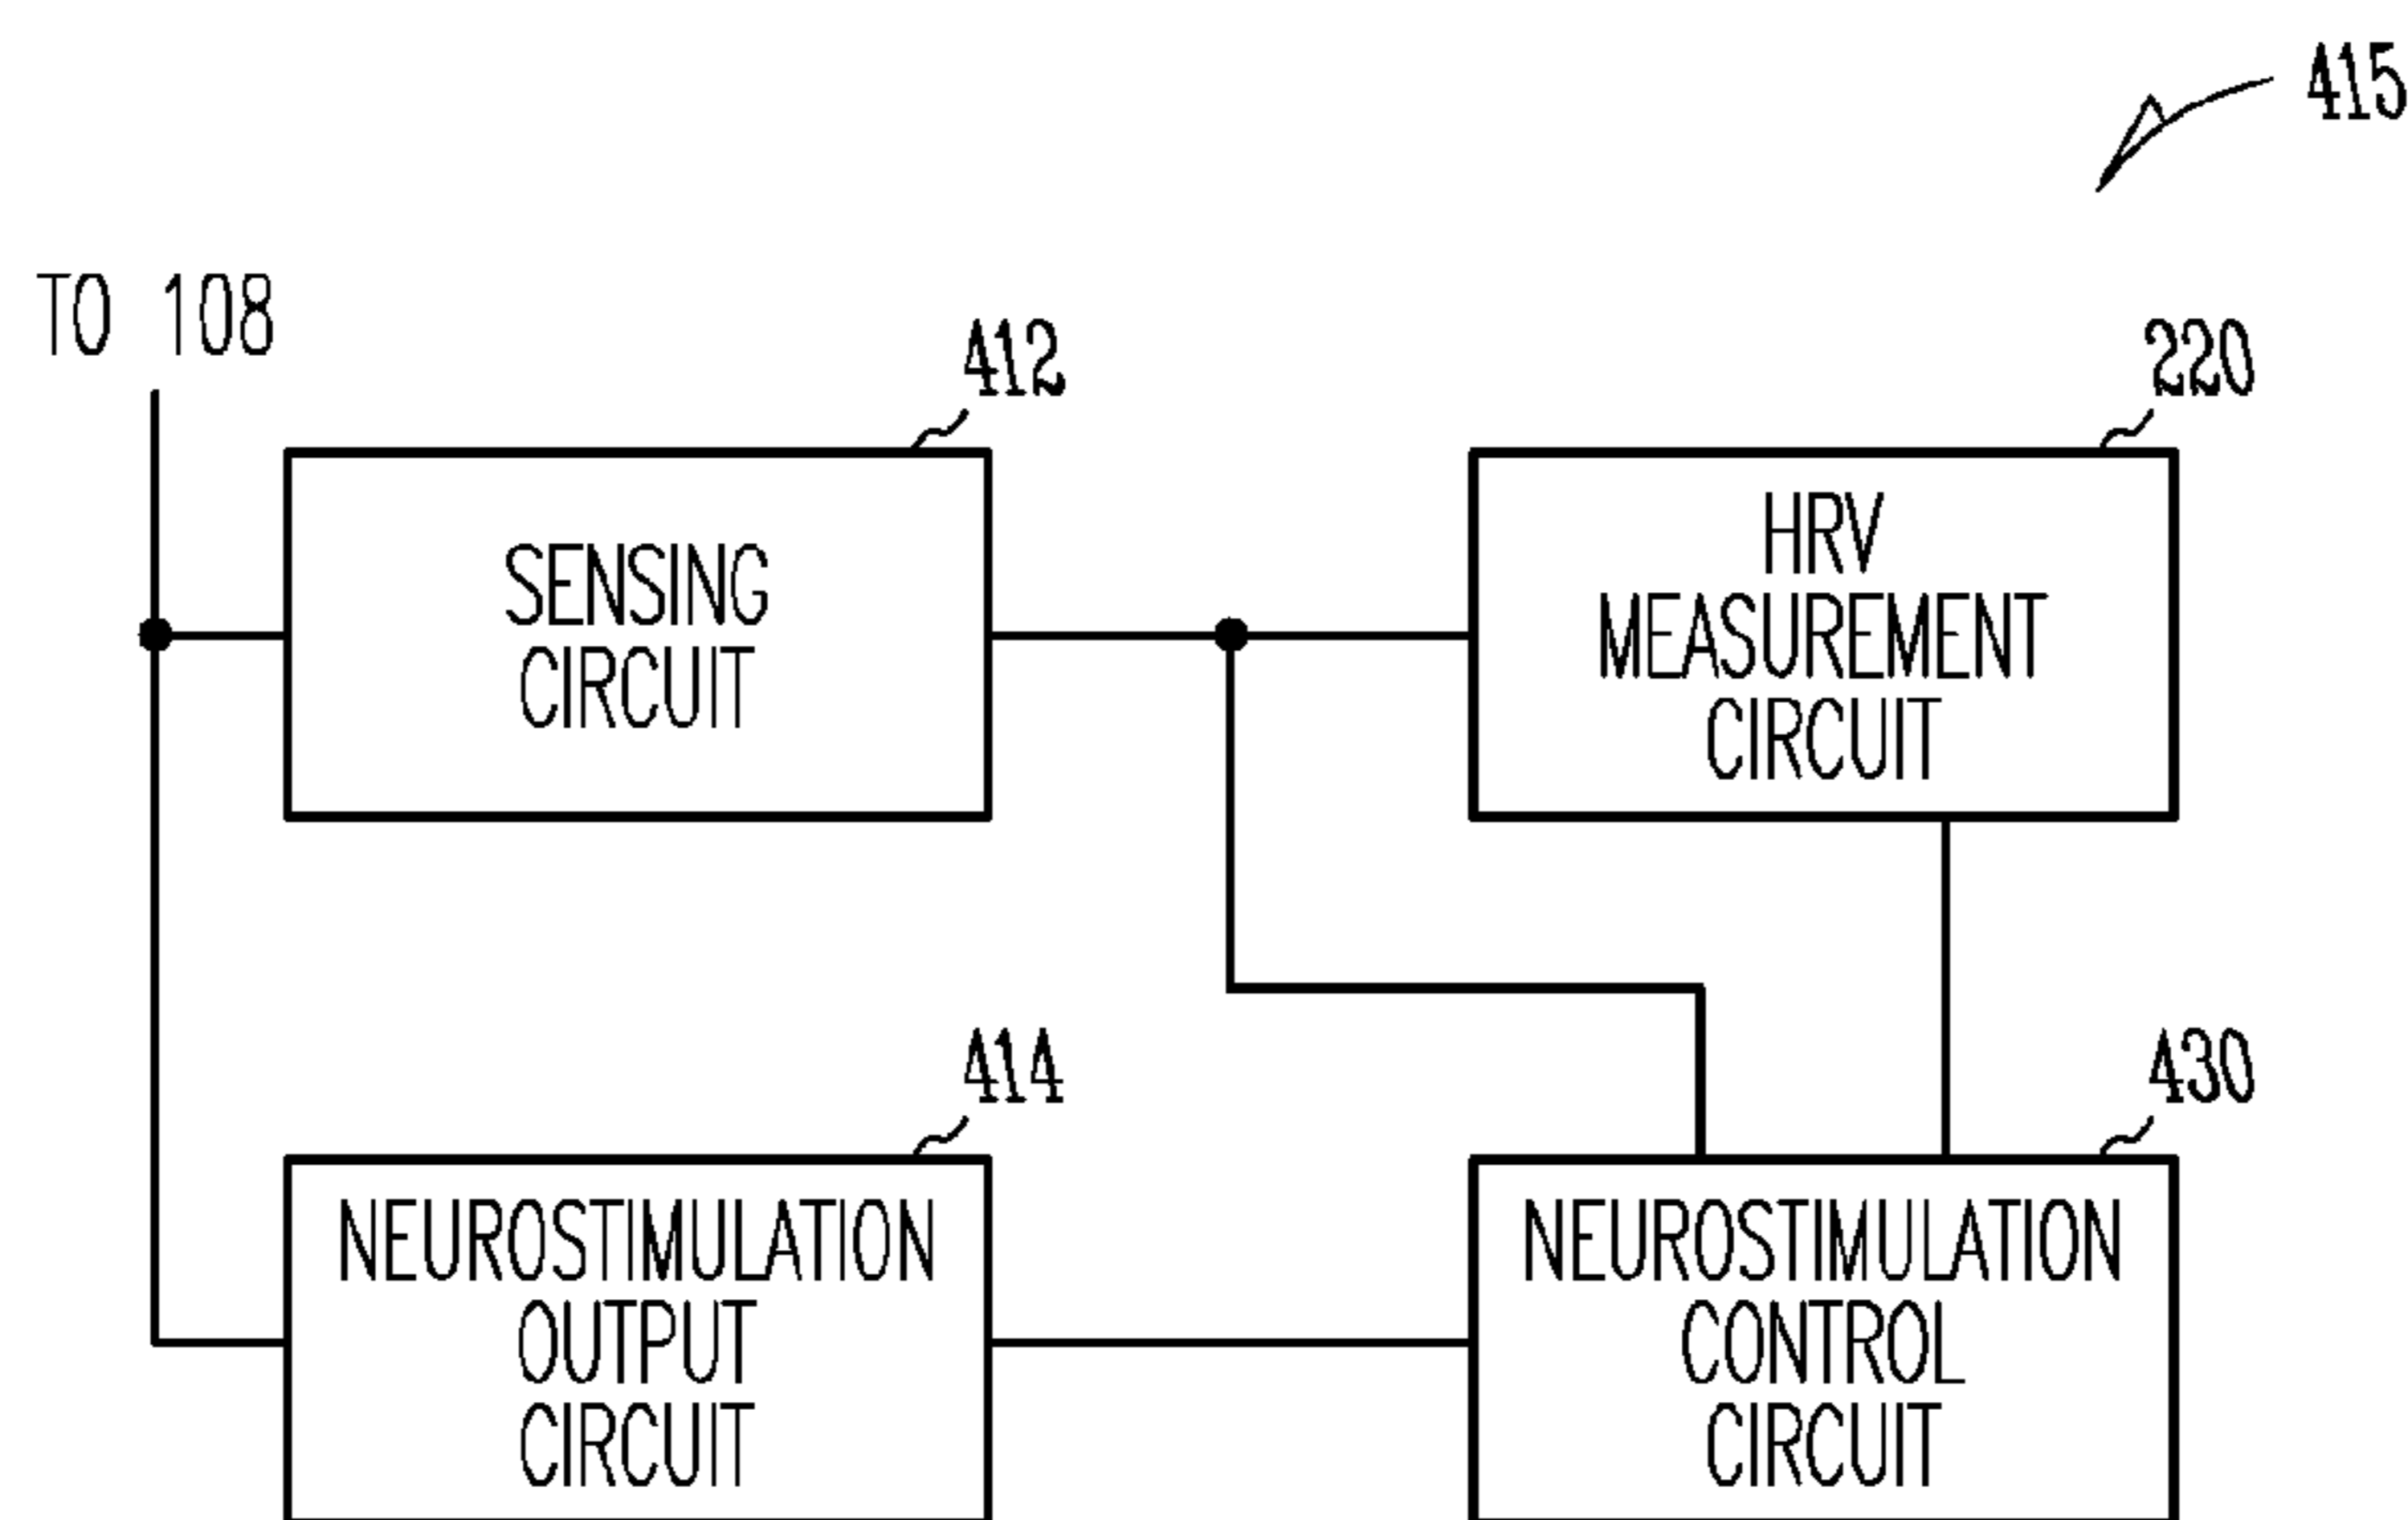 415
TO 108
412
220
SENSING
CIRCUIT
HRV
MEASUREMENT
CIRCUIT
414
430
NEUROSTIMULATION
OUTPUT
CIRCUIT
NEUROSTIMULATION
CONTROL
CIRCUIT